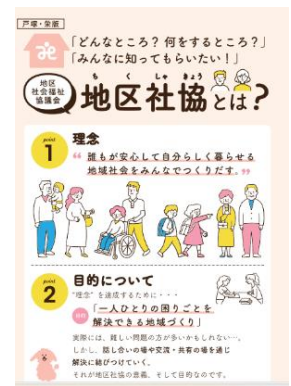 戸塚・栄版
「どんなところ？何をするところ？」
「みんなに知ってもらいたい！」
地区
社会福祉
協議会
ちくしゃきょう
地区社協とは？
point
1
理念
“誰もが安心して自分らしく暮らせる
地域社会をみんなでつくりだす。”
point
2
目的について
“理念”を達成するために・・・
「一人ひとりの困りごとを
解決できる地域づくり」
実際には、難しい問題の方が多いかもしれない…。
しかし、話し合いの場や交流・共有の場を通じ
解決に結びつけていく、
それが地区社協の意義、そして目的なのです。